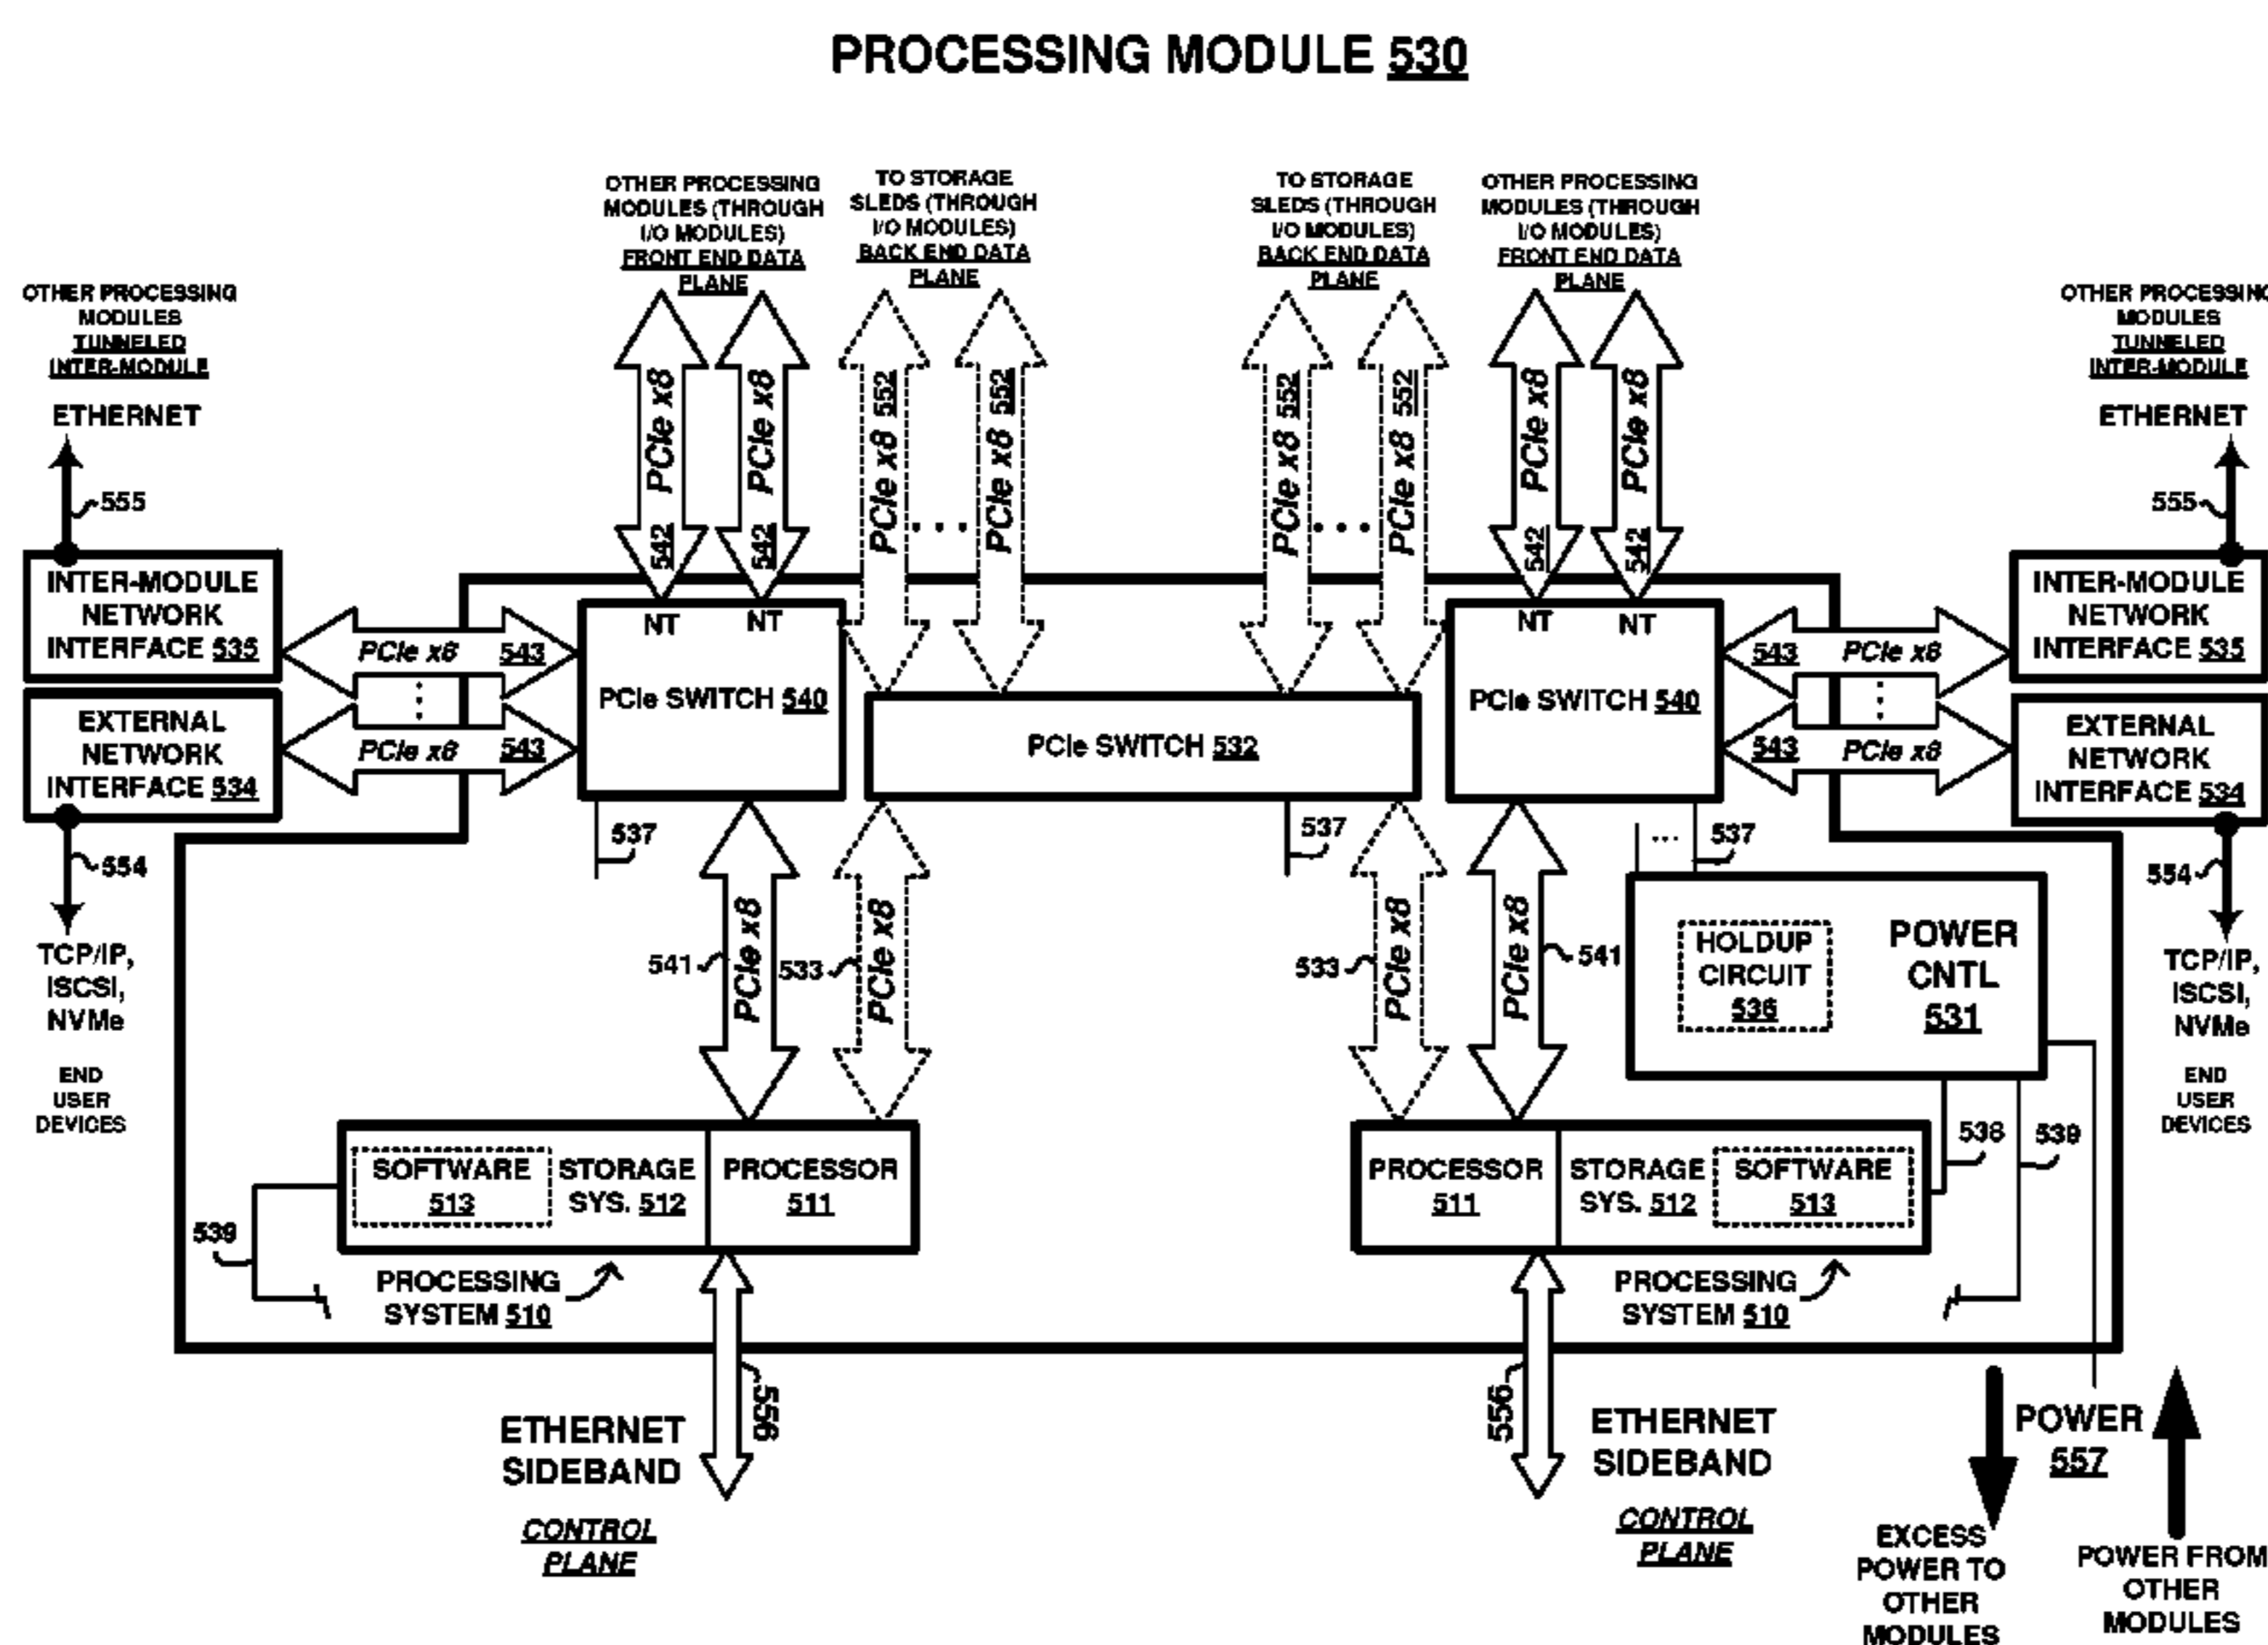 PROCESSING MODULE 530
OTHER PROCESSING
MODULES (THROUGH
I/O MODULES)
FRONT END DATA
PLANE
TO STORAGE
SLEDS (THROUGH
I/O MODULES)
BACK END DATA
PLANE
TO STORAGE
SLEDS (THROUGH
I/O MODULES)
BACK END DATA
PLANE
OTHER PROCESSING
MODULES (THROUGH
I/O MODULES)
FRONT END DATA
PLANE
OTHER PROCESSING
MODULES
TUNNELED
INTER-MODULE
ETHERNET
555
OTHER PROCESSING
MODULES
TUNNELED
INTER-MODULE
ETHERNET
555
PCIe x8 542
PCIe x8 542
PCIe x8 552
...
PCIe x8 552
PCIe x8 552
...
PCIe x8 552
PCIe x8 542
PCIe x8 542
INTER-MODULE
NETWORK
INTERFACE 535
EXTERNAL
NETWORK
INTERFACE 534
PCIe x8 543
PCIe x8 543
NT NT
PCIe SWITCH 540
PCIe SWITCH 532
NT NT
PCIe SWITCH 540
543 PCIe x8
543 PCIe x8
INTER-MODULE
NETWORK
INTERFACE 535
EXTERNAL
NETWORK
INTERFACE 534
554
TCP/IP,
ISCSI,
NVMe
END
USER
DEVICES
537
541
PCIe x8
533
PCIe x8
537
533
PCIe x8
PCIe x8
541
... 537
HOLDUP
CIRCUIT
536
POWER
CNTL
531
554
TCP/IP,
ISCSI,
NVMe
END
USER
DEVICES
SOFTWARE
513
STORAGE
SYS. 512
PROCESSOR
511
PROCESSOR
511
STORAGE
SYS. 512
SOFTWARE
513
538
539
539
PROCESSING
SYSTEM 510
PROCESSING
SYSTEM 510
556
ETHERNET
SIDEBAND
CONTROL
PLANE
556
ETHERNET
SIDEBAND
CONTROL
PLANE
POWER
557
EXCESS
POWER TO
OTHER
MODULES
POWER FROM
OTHER
MODULES